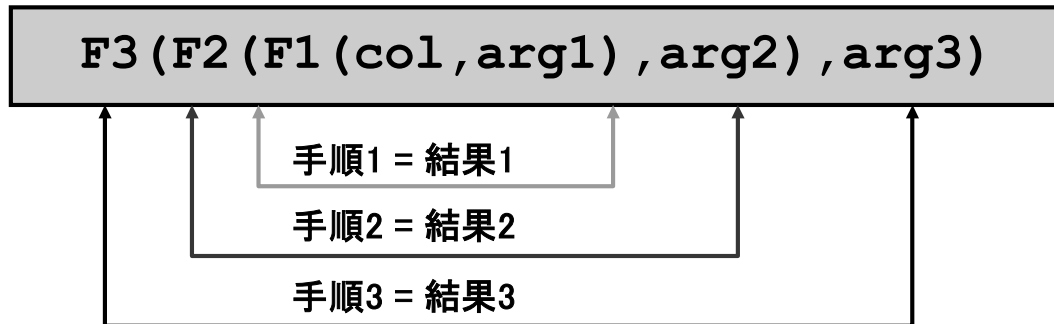 F3(F2(F1(col,arg1),arg2),arg3)
手順1 = 結果1
手順2 = 結果2
手順3 = 結果3